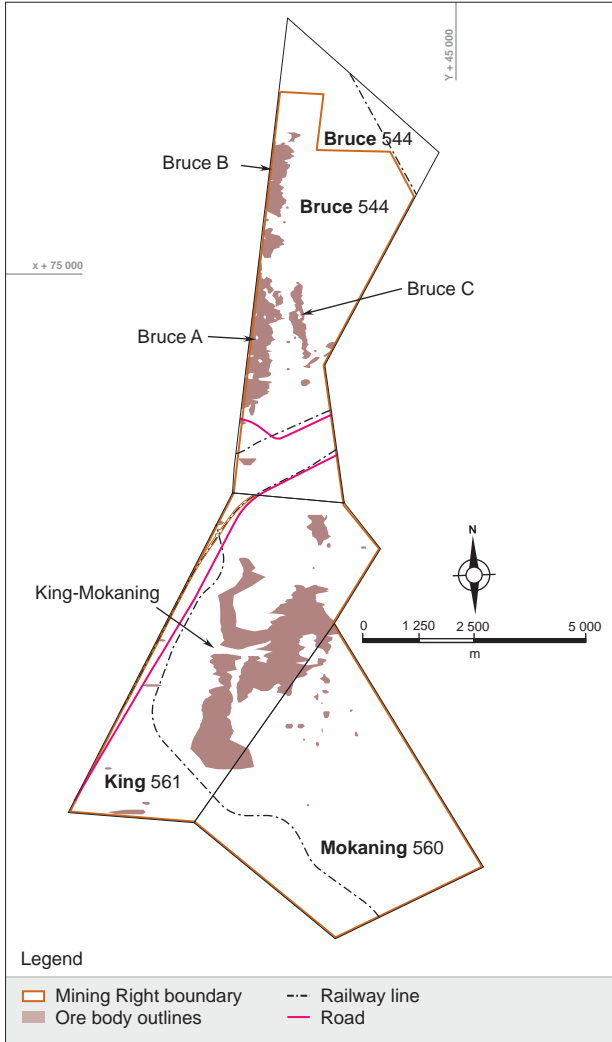 Y + 45 000
Bruce 544
Bruce B
Bruce 544
x + 75 000
Bruce C
Bruce A
N
King-Mokaning
0 1 250 2 500 5 000
m
King 561
Mokaning 560
Legend
Mining Right boundary
Railway line
Ore body outlines
Road